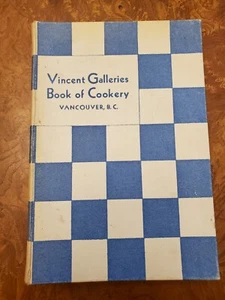 Vincent Galleries
Book of Cookery
VANCOUVER, B.C.